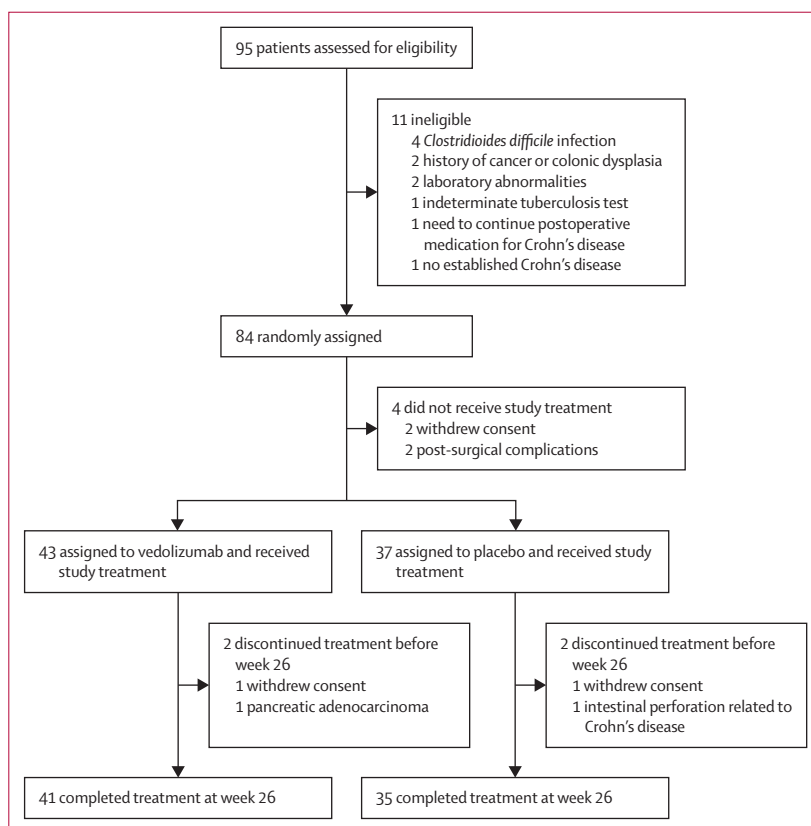 95 patients assessed for eligibility
11 ineligible
4 Clostridioides difficile infection
2 history of cancer or colonic dysplasia
2 laboratory abnormalities
1 indeterminate tuberculosis test
1 need to continue postoperative
medication for Crohn's disease
1 no established Crohn's disease
84 randomly assigned
4 did not receive study treatment
2 withdrew consent
2 post-surgical complications
43 assigned to vedolizumab and received
study treatment
37 assigned to placebo and received study
treatment
2 discontinued treatment before
week 26
1 withdrew consent
1 pancreatic adenocarcinoma
2 discontinued treatment before
week 26
1 withdrew consent
1 intestinal perforation related to
Crohn's disease
41 completed treatment at week 26
35 completed treatment at week 26